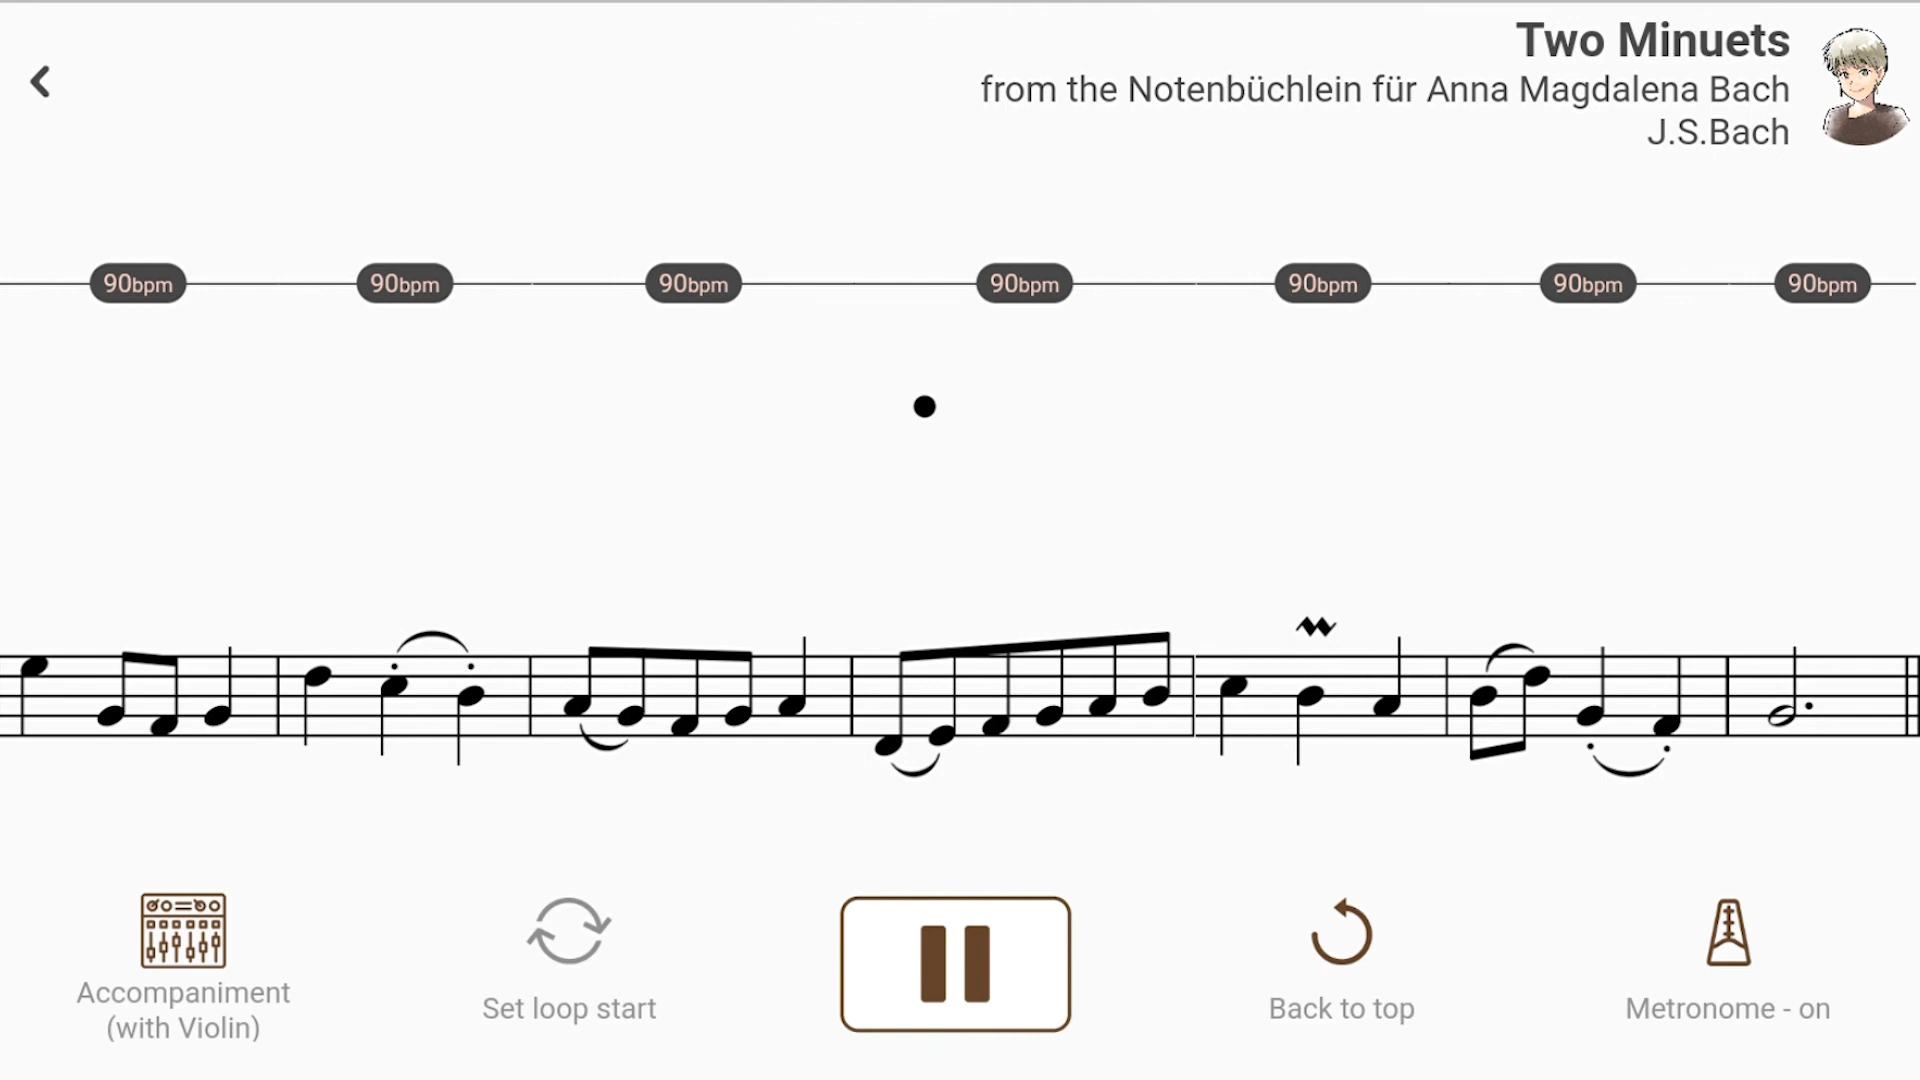 Two Minuets
from the Notenbüchlein für Anna Magdalena Bach
J.S.Bach
90bpm 90bpm 90bpm 90bpm 90bpm 90bpm 90bpm
Accompaniment
(with Violin)
Set loop start
Back to top
Metronome - on